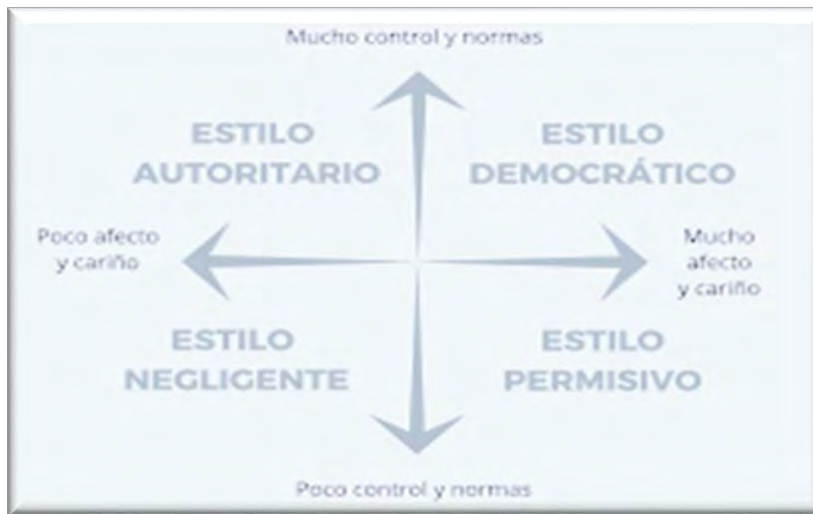 Mucho control y normas
ESTILO
AUTORITARIO
ESTILO
DEMOCRÁTICO
Poco afecto
y cariño
Mucho
afecto
y cariño
ESTILO
NEGLIGENTE
ESTILO
PERMISIVO
Poco control y normas